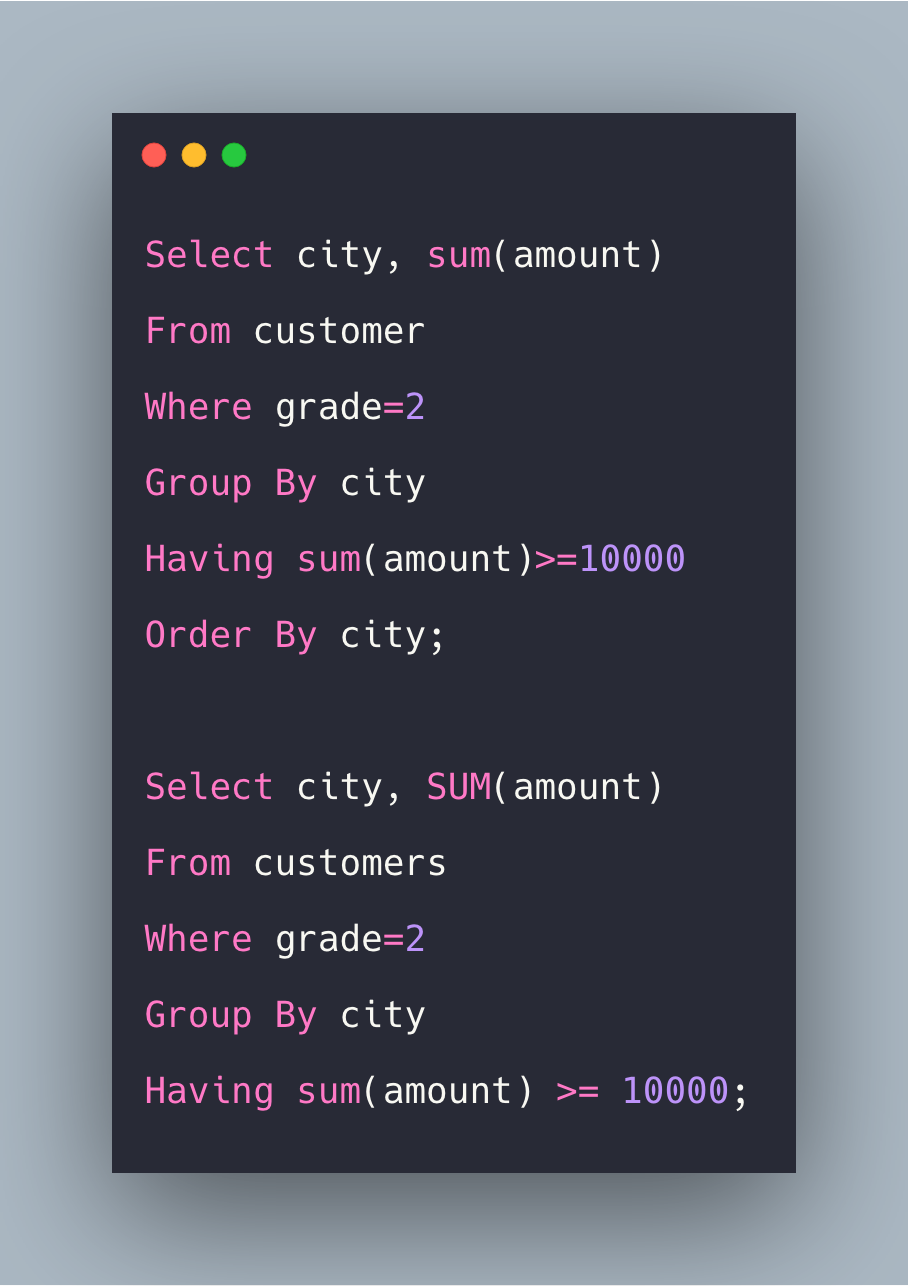 Select city, sum(amount)
From customer
Where grade=2
Group By city
Having sum(amount)>=10000
Order By city;
Select city, SUM(amount)
From customers
Where grade=2
Group By city
Having sum(amount) >= 10000;